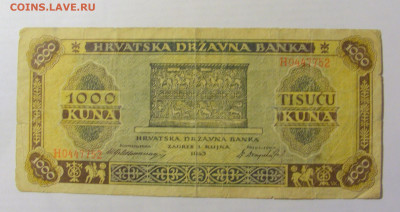 COINS.LAVE.RU
1000
HRVATSKA DRŽAVNA BANKA
1000
1000
KUNA
TISUĆU
KUNA
HRVATSKA DRŽAVNA BANKA
ZAGREB 1. RUJNA
1943
1000
1000